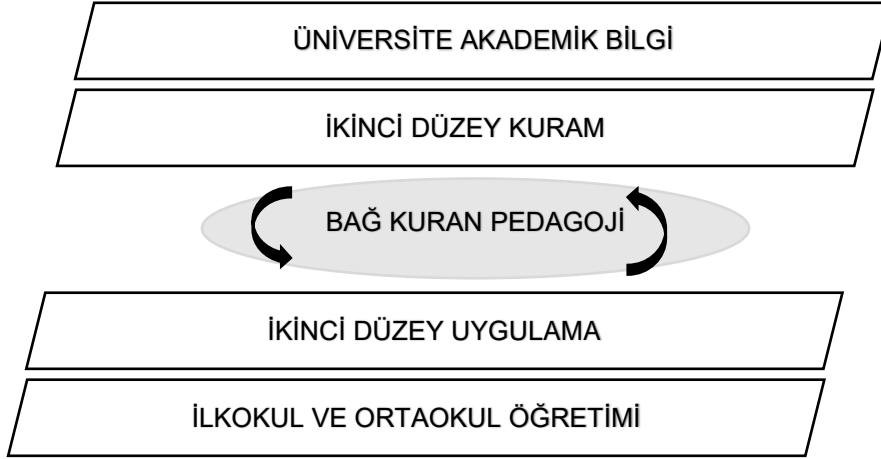 ÜNİVERSİTE AKADEMİK BİLGİ
İKİNCİ DÜZEY KURAM
BAĞ KURAN PEDAGOJİ
İKİNCİ DÜZEY UYGULAMA
İLKOKUL VE ORTAOKUL ÖĞRETİMİ